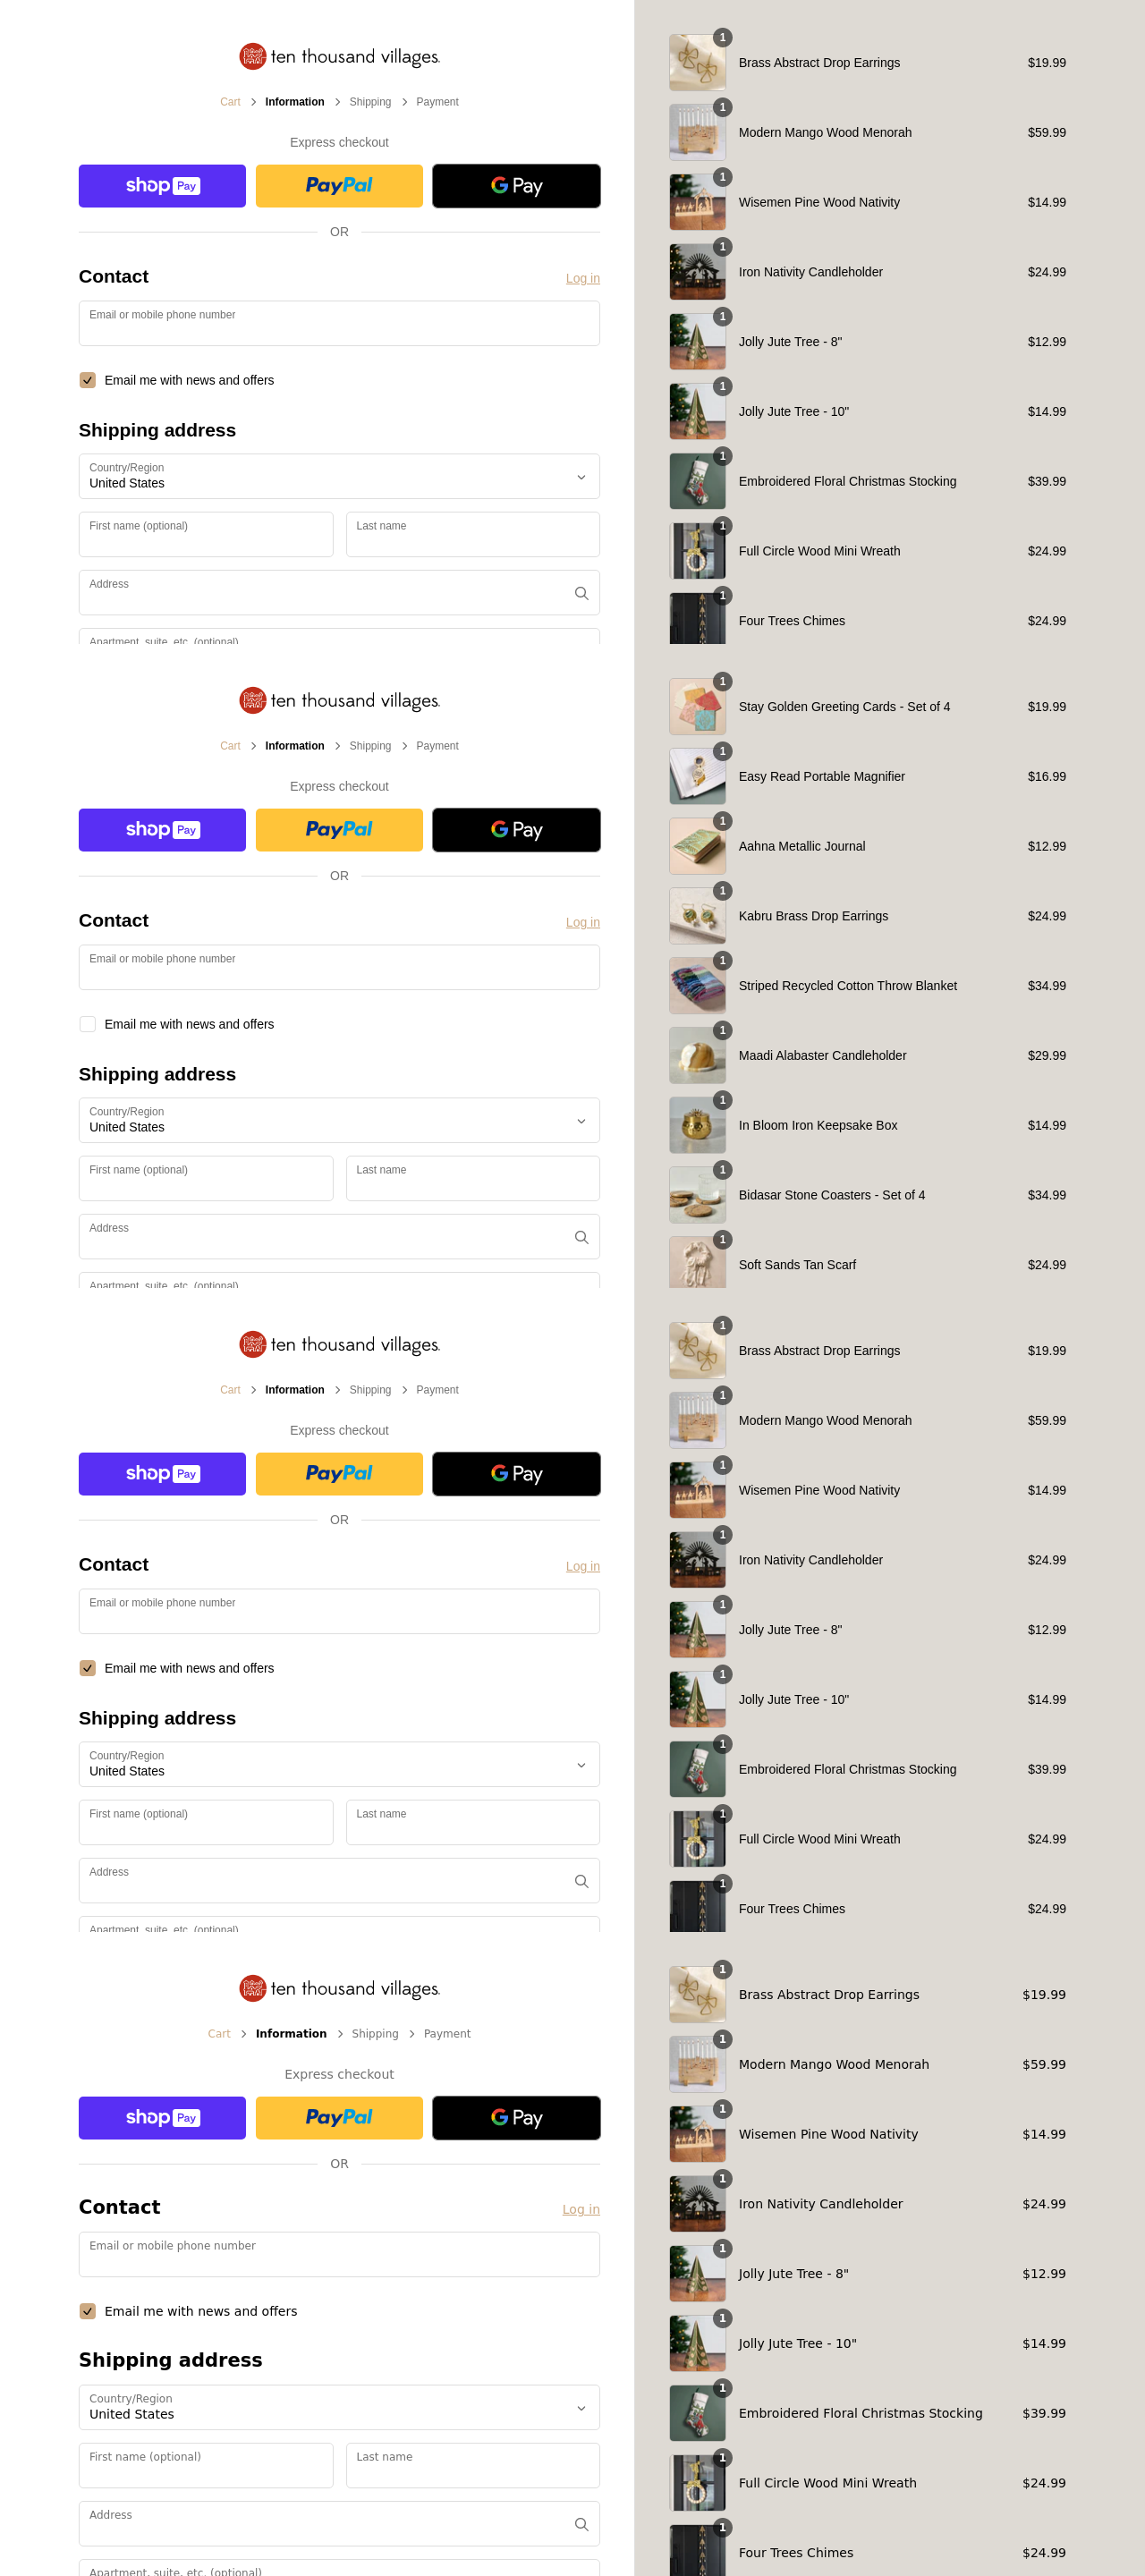 ten thousand villages.
Cart > Information > Shipping > Payment
Express checkout
shop Pay PayPal G Pay
OR
Contact Log in
Email or mobile phone number
Email me with news and offers
Shipping address
Country/Region
United States
First name (optional) Last name
Address
Apartment, suite, etc. (optional)
1
Brass Abstract Drop Earrings $19.99
1
Modern Mango Wood Menorah $59.99
1
Wisemen Pine Wood Nativity $14.99
1
Iron Nativity Candleholder $24.99
1
Jolly Jute Tree - 8" $12.99
1
Jolly Jute Tree - 10" $14.99
1
Embroidered Floral Christmas Stocking $39.99
1
Full Circle Wood Mini Wreath $24.99
1
Four Trees Chimes $24.99
ten thousand villages.
Cart > Information > Shipping > Payment
Express checkout
shop Pay PayPal G Pay
OR
Contact Log in
Email or mobile phone number
Email me with news and offers
Shipping address
Country/Region
United States
First name (optional) Last name
Address
Apartment, suite, etc. (optional)
1
Stay Golden Greeting Cards - Set of 4 $19.99
1
Easy Read Portable Magnifier $16.99
1
Aahna Metallic Journal $12.99
1
Kabru Brass Drop Earrings $24.99
1
Striped Recycled Cotton Throw Blanket $34.99
1
Maadi Alabaster Candleholder $29.99
1
In Bloom Iron Keepsake Box $14.99
1
Bidasar Stone Coasters - Set of 4 $34.99
1
Soft Sands Tan Scarf $24.99
ten thousand villages.
Cart > Information > Shipping > Payment
Express checkout
shop Pay PayPal G Pay
OR
Contact Log in
Email or mobile phone number
Email me with news and offers
Shipping address
Country/Region
United States
First name (optional) Last name
Address
Apartment, suite, etc. (optional)
1
Brass Abstract Drop Earrings $19.99
1
Modern Mango Wood Menorah $59.99
1
Wisemen Pine Wood Nativity $14.99
1
Iron Nativity Candleholder $24.99
1
Jolly Jute Tree - 8" $12.99
1
Jolly Jute Tree - 10" $14.99
1
Embroidered Floral Christmas Stocking $39.99
1
Full Circle Wood Mini Wreath $24.99
1
Four Trees Chimes $24.99
ten thousand villages.
Cart > Information > Shipping > Payment
Express checkout
shop Pay PayPal G Pay
OR
Contact Log in
Email or mobile phone number
Email me with news and offers
Shipping address
Country/Region
United States
First name (optional) Last name
Address
Apartment, suite, etc. (optional)
1
Brass Abstract Drop Earrings $19.99
1
Modern Mango Wood Menorah $59.99
1
Wisemen Pine Wood Nativity $14.99
1
Iron Nativity Candleholder $24.99
1
Jolly Jute Tree - 8" $12.99
1
Jolly Jute Tree - 10" $14.99
1
Embroidered Floral Christmas Stocking $39.99
1
Full Circle Wood Mini Wreath $24.99
1
Four Trees Chimes $24.99